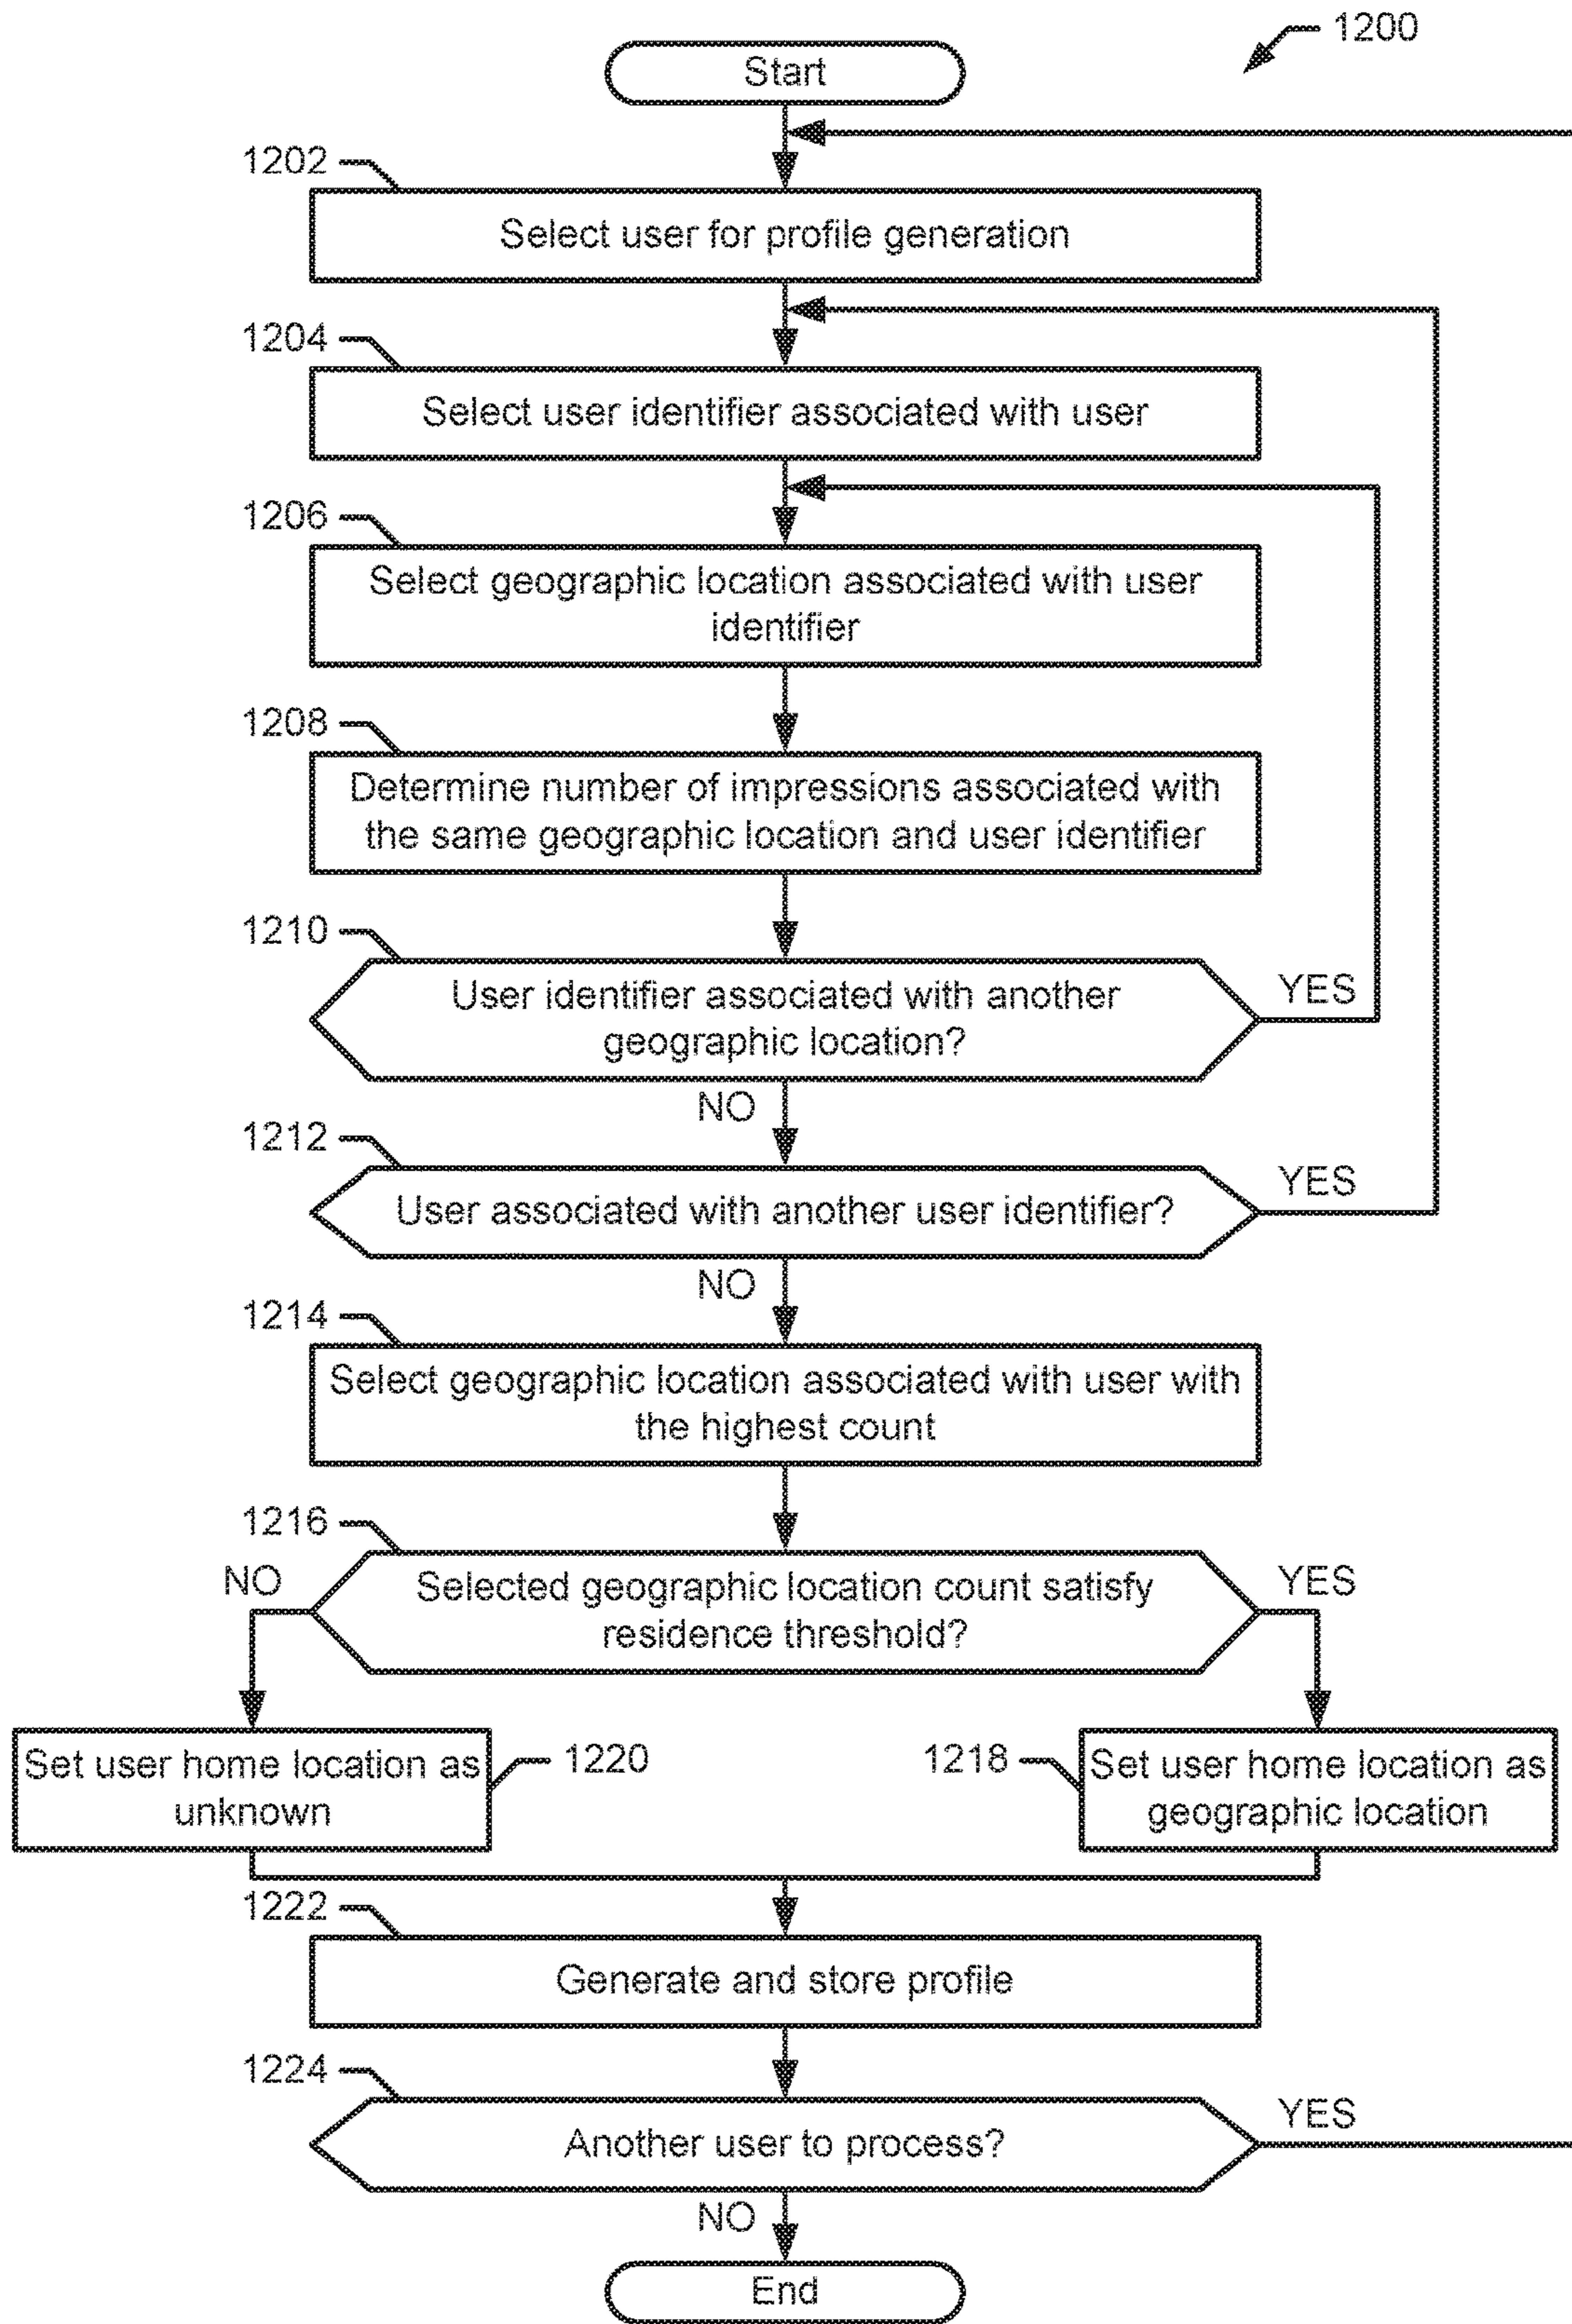 1200
Start
1202
Select user for profile generation
1204
Select user identifier associated with user
1206
Select geographic location associated with user
identifier
1208
Determine number of impressions associated with
the same geographic location and user identifier
1210
User identifier associated with another
geographic location?
YES
NO
1212
User associated with another user identifier?
YES
NO
1214
Select geographic location associated with user with
the highest count
1216
Selected geographic location count satisfy
residence threshold?
NO
YES
Set user home location as
unknown
1220
1218
Set user home location as
geographic location
1222
Generate and store profile
1224
Another user to process?
YES
NO
End